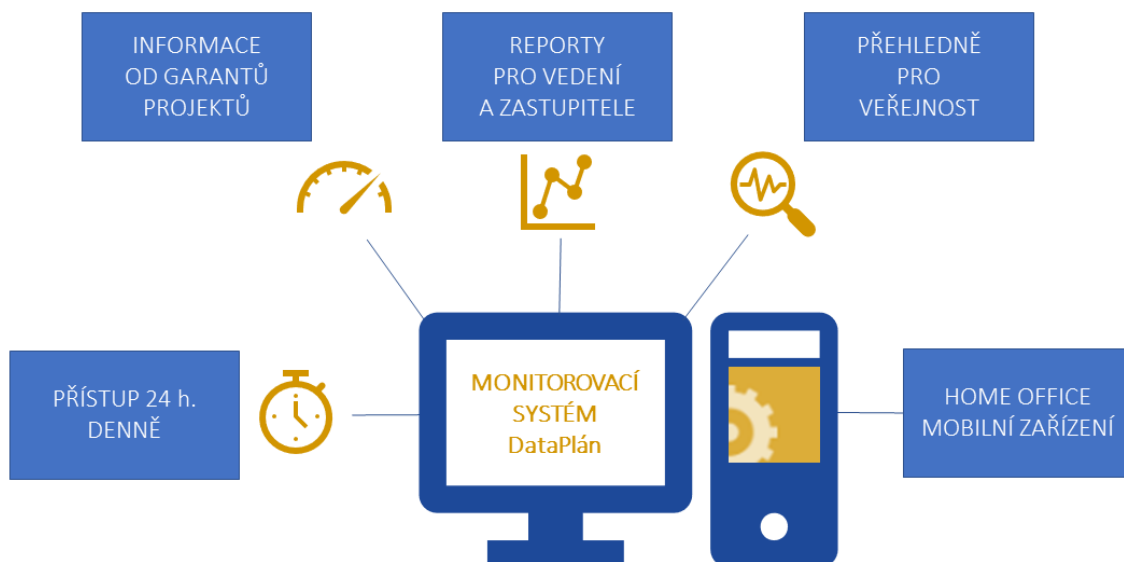 INFORMACE
OD GARANTŮ
PROJEKTŮ
REPORTY
PRO VEDENÍ
A ZASTUPITELE
PŘEHLEDNĚ
PRO
VEŘEJNOST
PŘÍSTUP 24 h.
DENNĚ
MONITOROVACÍ
SYSTÉM
DataPlán
HOME OFFICE
MOBILNÍ ZAŘÍZENÍ